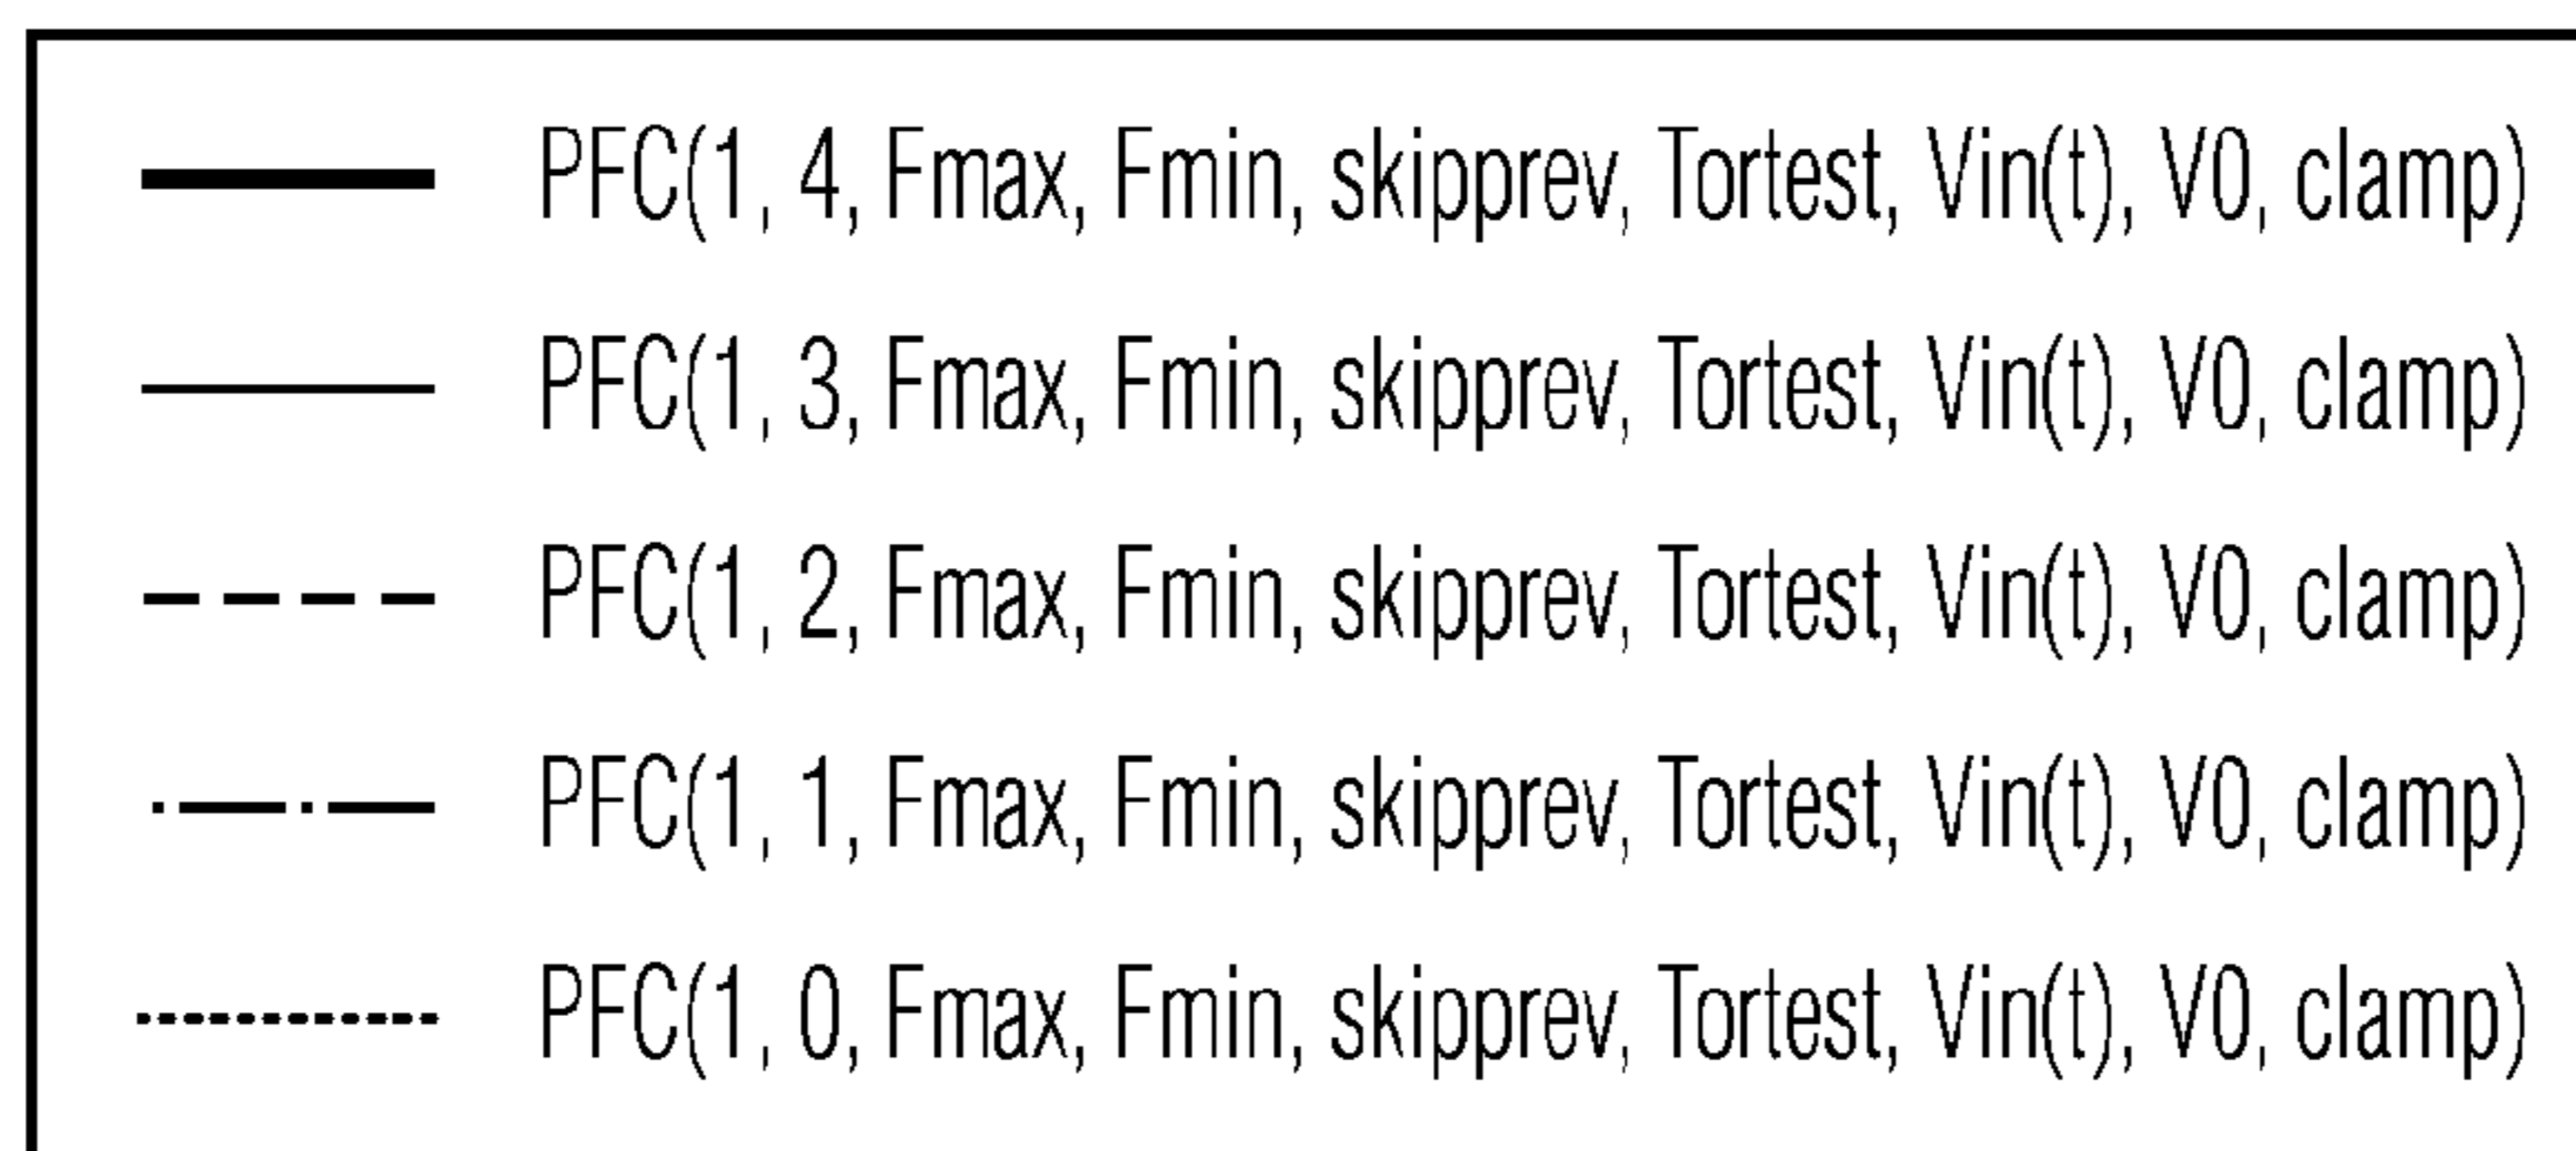 PFC(1, 4, Fmax, Fmin, skipprev, Tortest, Vin(t), V0, clamp)
PFC(1, 3, Fmax, Fmin, skipprev, Tortest, Vin(t), V0, clamp)
PFC(1, 2, Fmax, Fmin, skipprev, Tortest, Vin(t), V0, clamp)
PFC(1, 1, Fmax, Fmin, skipprev, Tortest, Vin(t), V0, clamp)
PFC(1, 0, Fmax, Fmin, skipprev, Tortest, Vin(t), V0, clamp)